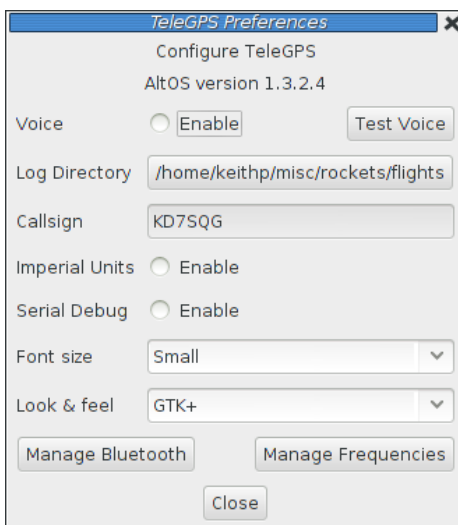 TeleGPS Preferences
Configure TeleGPS
AltOS version 1.3.2.4
Voice Enable Test Voice
Log Directory /home/keithp/misc/rockets/flights
Callsign KD7SQG
Imperial Units Enable
Serial Debug Enable
Font size Small
Look & feel GTK+
Manage Bluetooth Manage Frequencies
Close